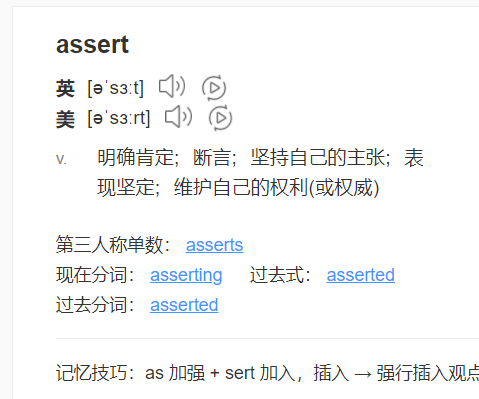 assert
英 [əˈsɜːt]
美 [əˈsɜːrt]
v. 明确肯定；断言；坚持自己的主张；表
现坚定；维护自己的权利(或权威)
第三人称单数： asserts
现在分词： asserting 过去式： asserted
过去分词： asserted
记忆技巧：as 加强 + sert 加入，插入 → 强行插入观点